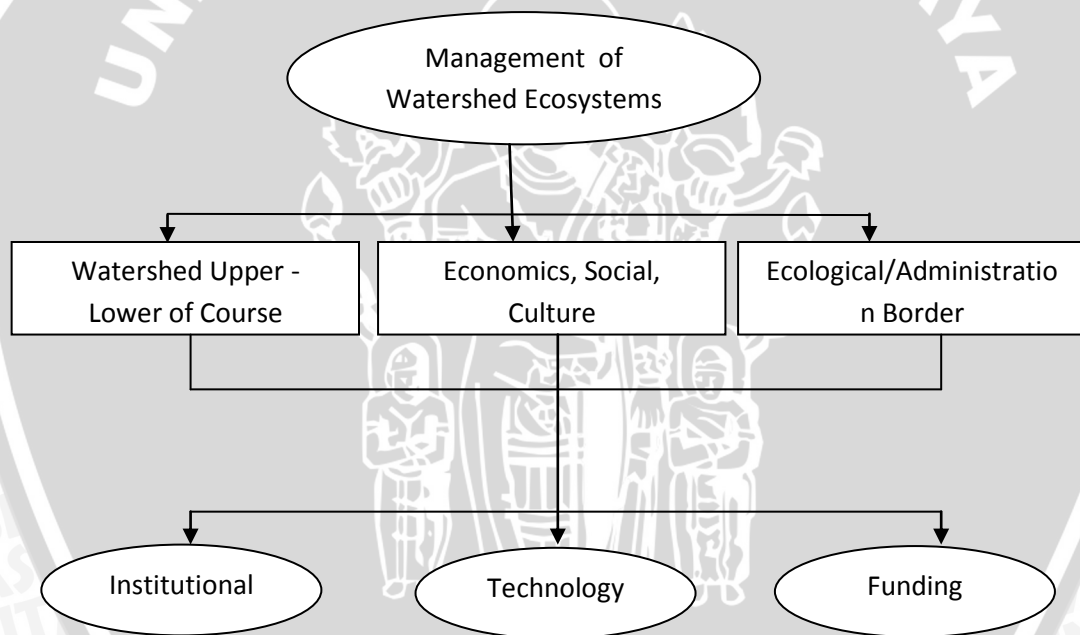 Management of
Watershed Ecosystems
Watershed Upper -
Lower of Course
Economics, Social,
Culture
Ecological/Administratio
n Border
Institutional
Technology
Funding